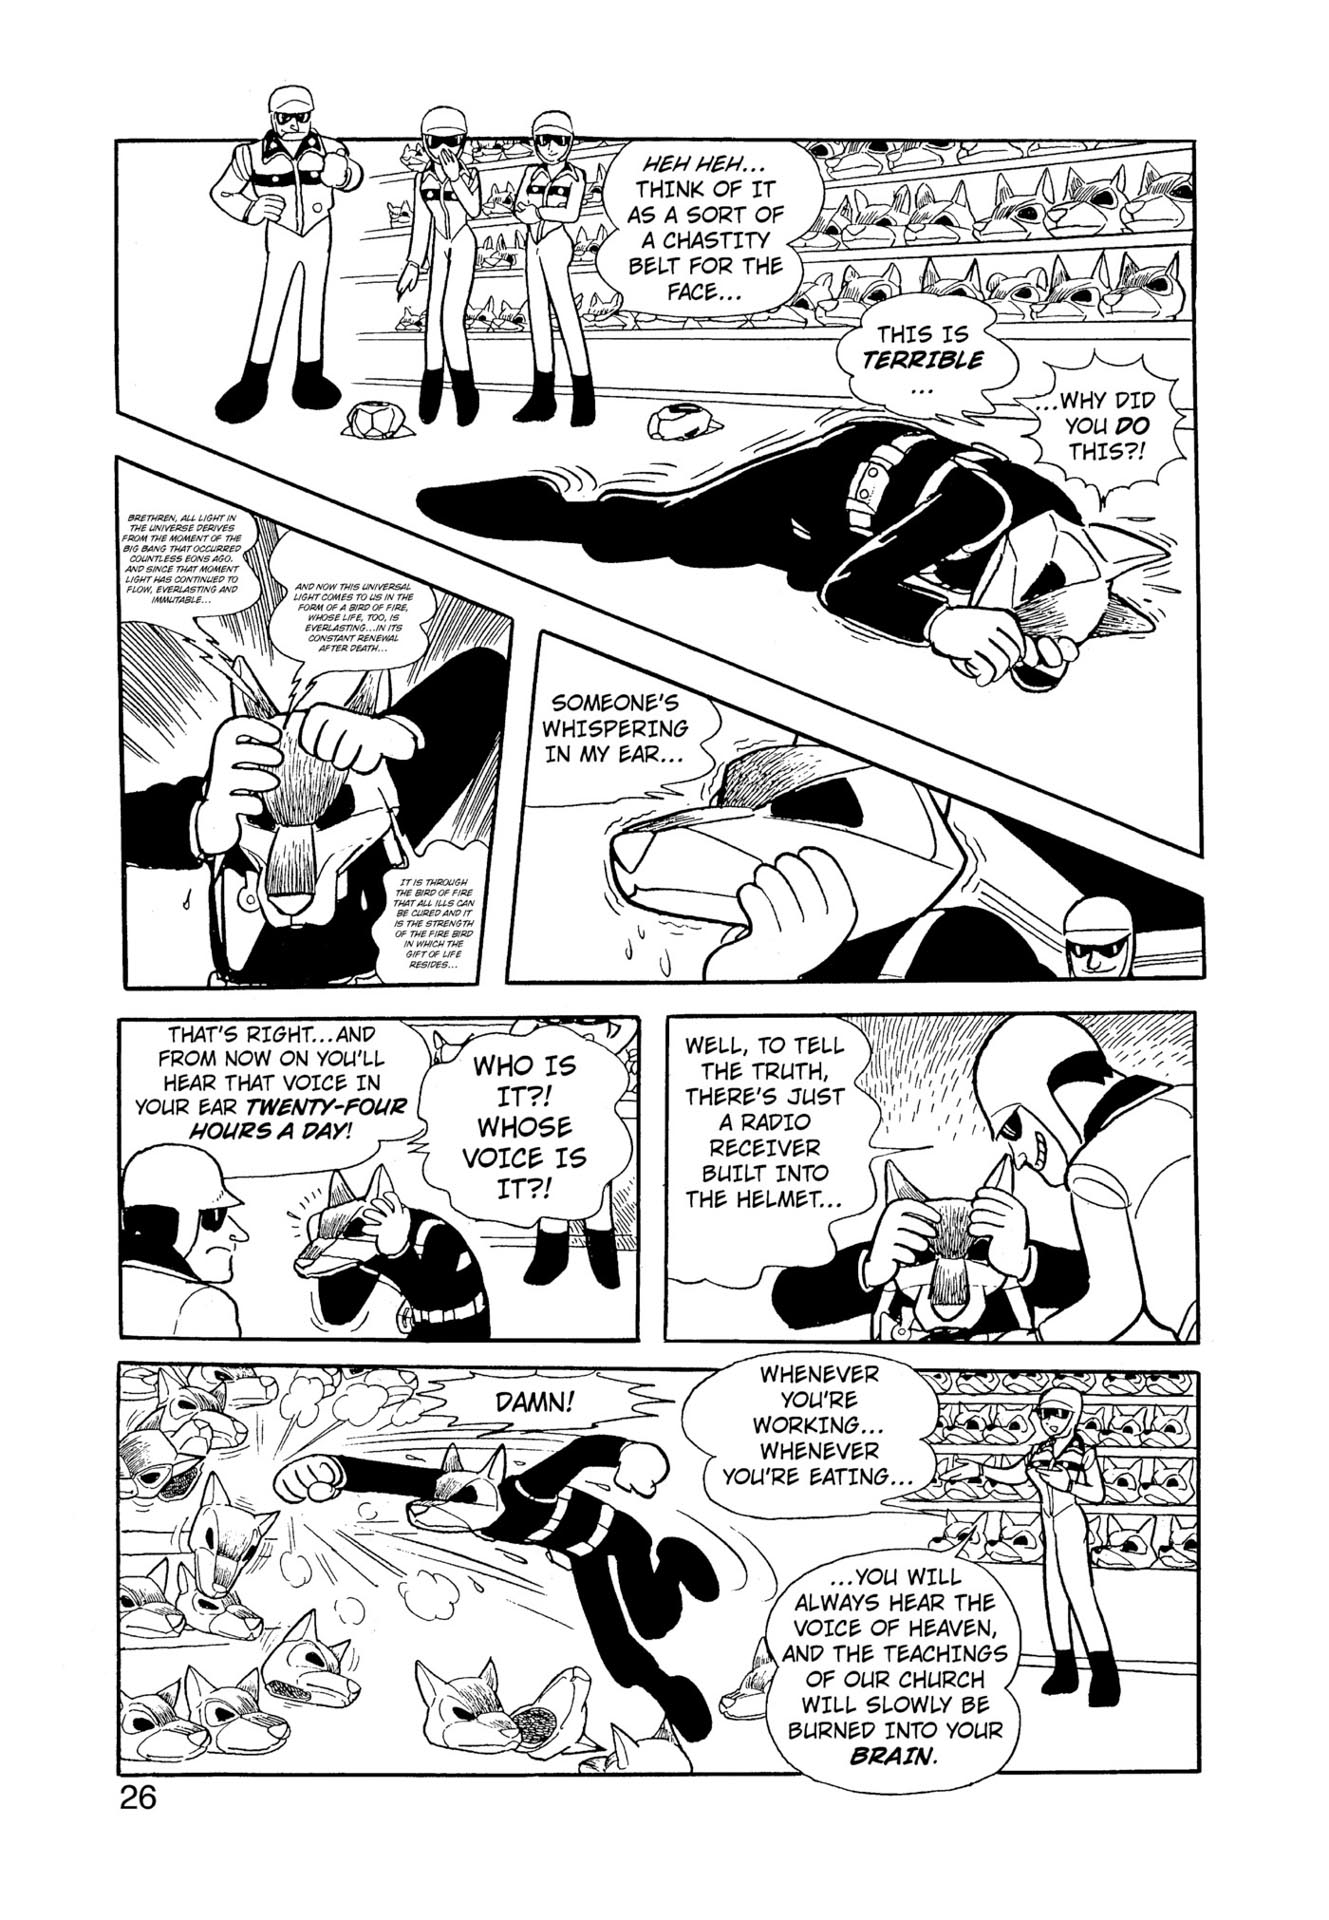 HEH HEH...
THINK OF IT
AS A SORT OF
A CHASTITY
BELT FOR THE
FACE...
THIS IS
TERRIBLE
...
...WHY DID
YOU DO
THIS?!
BRETHREN, ALL LIGHT IN
THE UNIVERSE DERIVES
FROM THE MOMENT OF THE
BIG BANG THAT OCCURRED
COUNTLESS EONS AGO.
AND SINCE THAT MOMENT
LIGHT HAS CONTINUED TO
FLOW, EVERLASTING AND
IMMUTABLE...
AND NOW THIS UNIVERSAL
LIGHT COMES TO US IN THE
FORM OF A BIRD OF FIRE,
WHOSE LIFE, TOO, IS
EVERLASTING...IN ITS
CONSTANT RENEWAL
AFTER DEATH...
IT IS THROUGH
THE BIRD OF FIRE
THAT ALL ILLS CAN
BE CURED AND IT
IS THE STRENGTH
OF THE FIRE BIRD
IN WHICH THE
GIFT OF LIFE
RESIDES...
SOMEONE'S
WHISPERING
IN MY EAR...
THAT'S RIGHT...AND
FROM NOW ON YOU'LL
HEAR THAT VOICE IN
YOUR EAR TWENTY-FOUR
HOURS A DAY!
WHO IS
IT?!
WHOSE
VOICE IS
IT?!
WELL, TO TELL
THE TRUTH,
THERE'S JUST
A RADIO
RECEIVER
BUILT INTO
THE HELMET...
DAMN!
WHENEVER
YOU'RE
WORKING...
WHENEVER
YOU'RE EATING...
...YOU WILL
ALWAYS HEAR THE
VOICE OF HEAVEN,
AND THE TEACHINGS
OF OUR CHURCH
WILL SLOWLY BE
BURNED INTO YOUR
BRAIN.
26